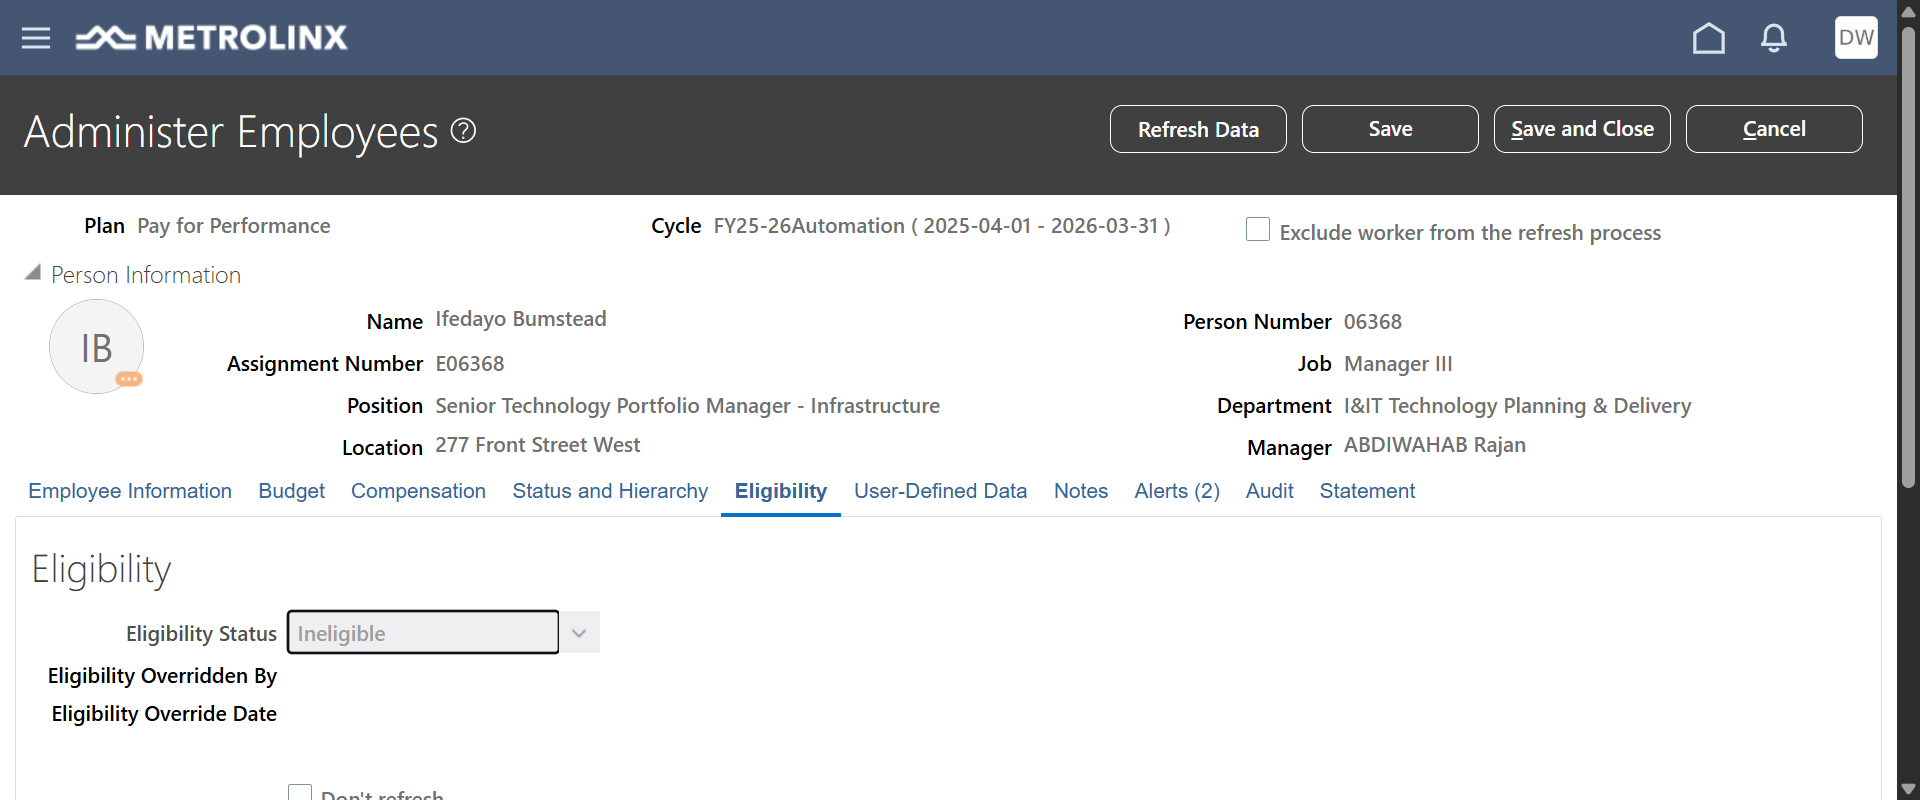 METROLINX
DW
Administer Employees ?
Refresh Data Save Save and Close Cancel
Plan Pay for Performance
Cycle FY25-26Automation ( 2025-04-01 - 2026-03-31 )
Exclude worker from the refresh process
Person Information
IB
Name Ifedayo Bumstead
Person Number 06368
Assignment Number E06368
Job Manager III
Position Senior Technology Portfolio Manager - Infrastructure
Department I&IT Technology Planning & Delivery
Location 277 Front Street West
Manager ABDIWAHAB Rajan
Employee Information Budget Compensation Status and Hierarchy Eligibility User-Defined Data Notes Alerts (2) Audit Statement
Eligibility
Eligibility Status Ineligible
Eligibility Overridden By
Eligibility Override Date
Don't refresh